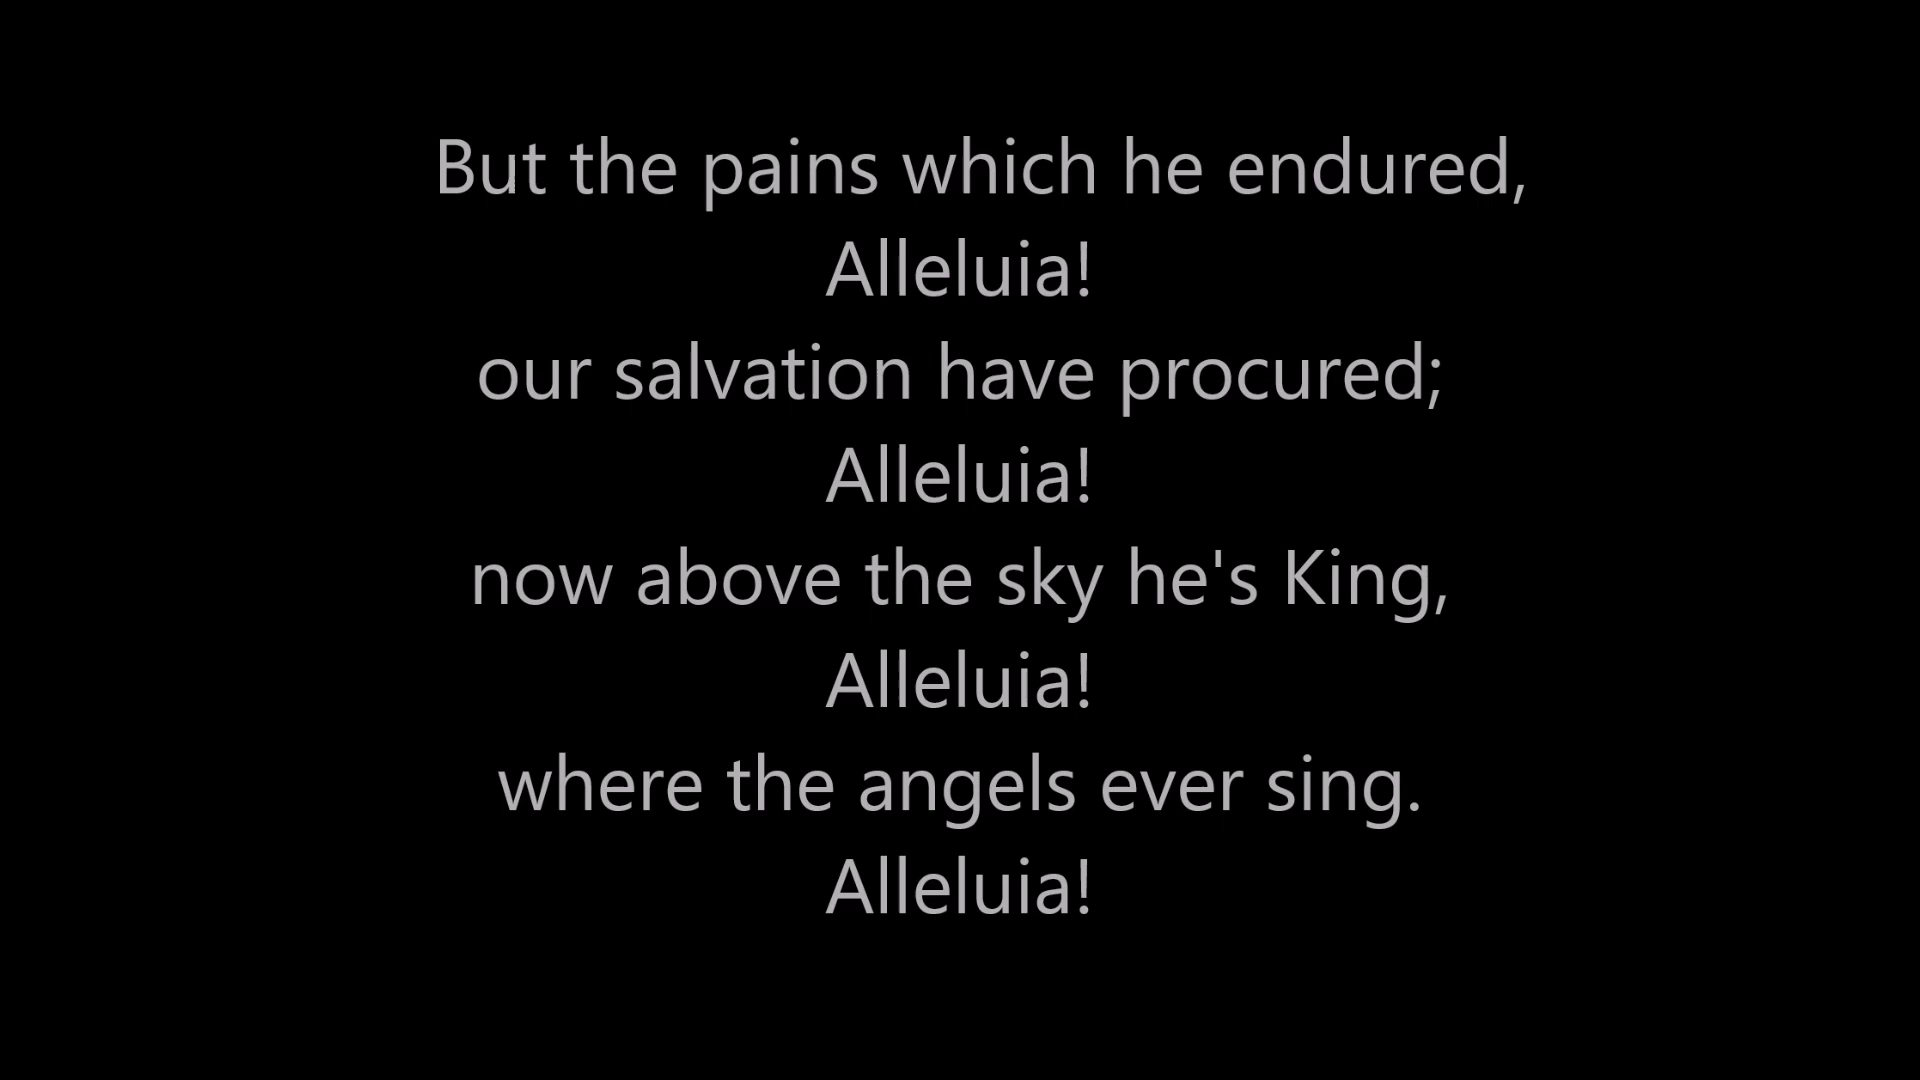 But the pains which he endured,
Alleluia!
our salvation have procured;
Alleluia!
now above the sky he's King,
Alleluia!
where the angels ever sing.
Alleluia!